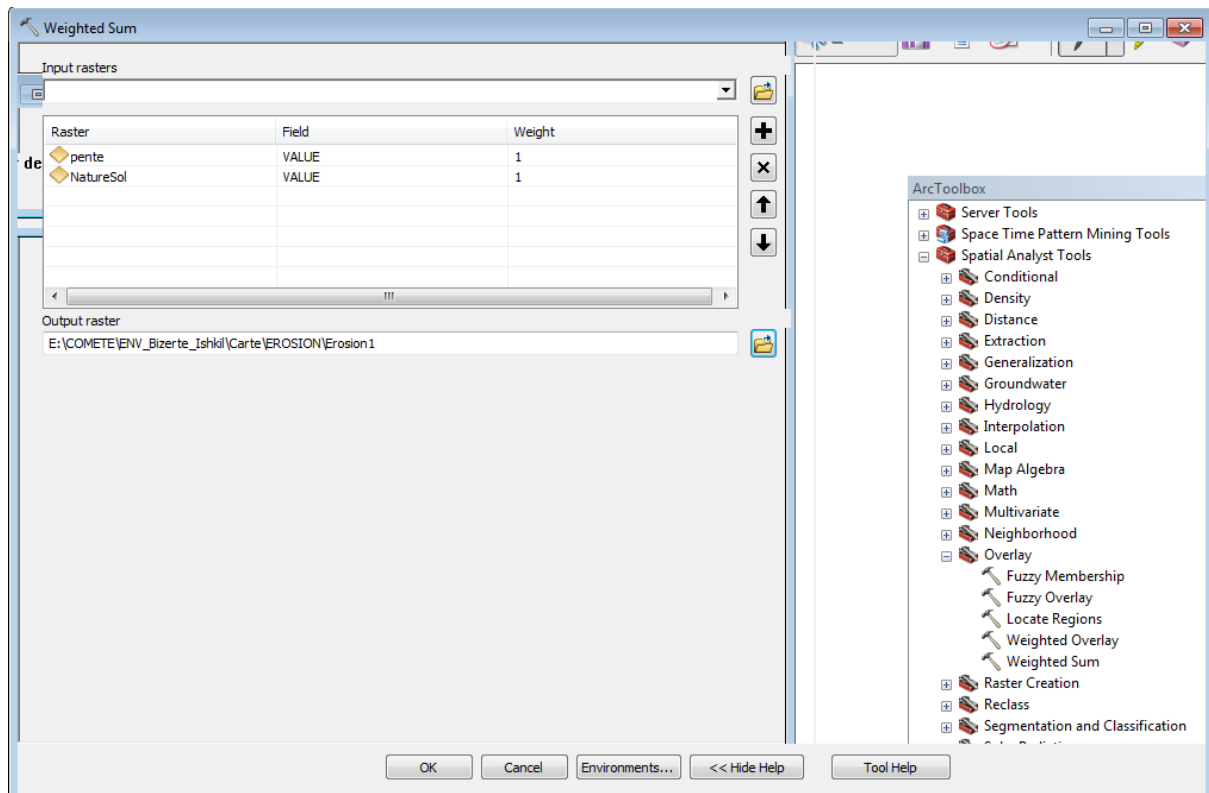 Weighted Sum
Input rasters
Raster Field Weight
pente VALUE 1
NatureSol VALUE 1
de
Output raster
E:\COMETE\ENV_Bizerte_Ishkil\Carte\EROSION\Erosion1
OK Cancel Environments... << Hide Help Tool Help
ArcToolbox
Server Tools
Space Time Pattern Mining Tools
Spatial Analyst Tools
Conditional
Density
Distance
Extraction
Generalization
Groundwater
Hydrology
Interpolation
Local
Map Algebra
Math
Multivariate
Neighborhood
Overlay
Fuzzy Membership
Fuzzy Overlay
Locate Regions
Weighted Overlay
Weighted Sum
Raster Creation
Reclass
Segmentation and Classification